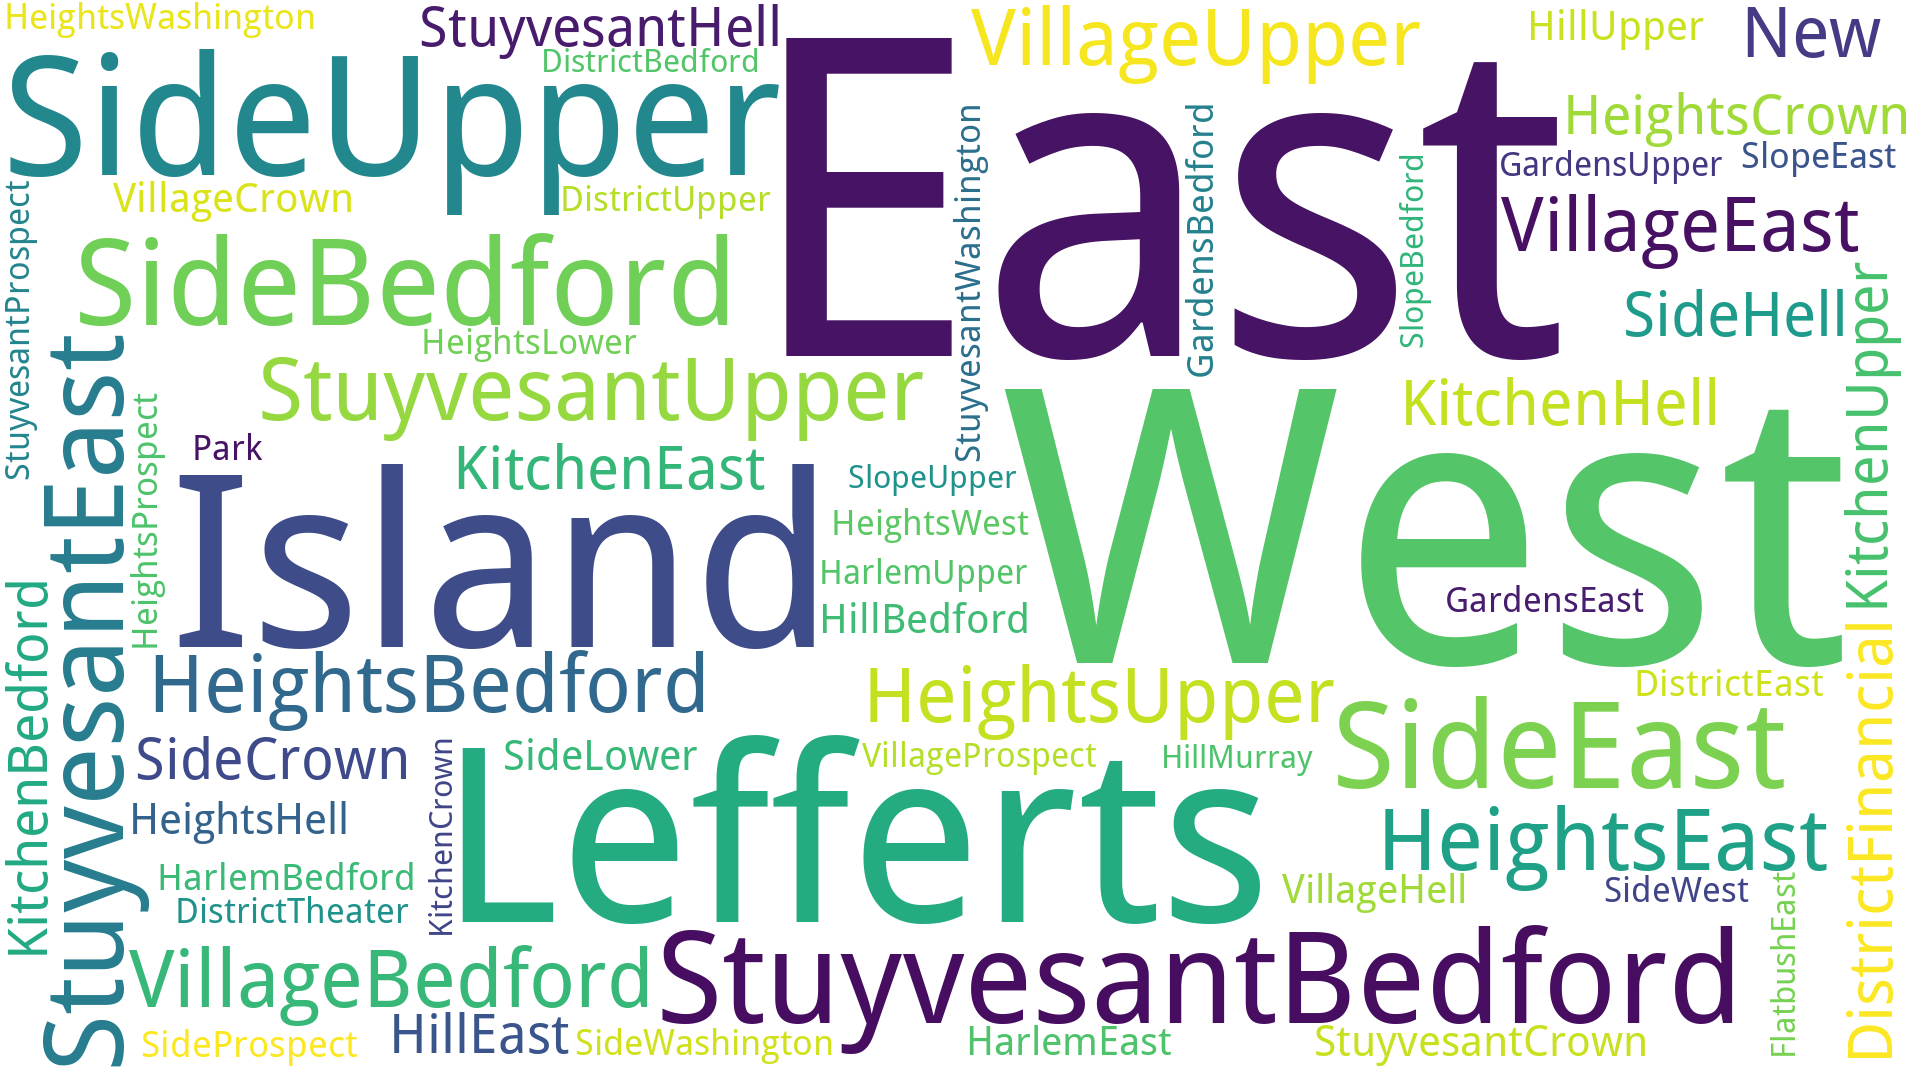 HeightsWashington
StuyvesantHell
VillageUpper
HillUpper
New
DistrictBedford
SideUpper
East
HeightsCrown
GardensUpper
SlopeEast
VillageCrown
DistrictUpper
StuyvesantWashington
GardensBedford
SlopeBedford
VillageEast
StuyvesantProspect
SideBedford
SideHell
HeightsLower
StuyvesantUpper
KitchenHell
KitchenUpper
West
StuyvesantEast
HeightsProspect
Park
KitchenEast
Island
SlopeUpper
HeightsWest
HarlemUpper
GardensEast
HillBedford
KitchenBedford
HeightsBedford
HeightsUpper
DistrictEast
DistrictFinancial
SideCrown
SideLower
VillageProspect
HillMurray
SideEast
KitchenCrown
Lefferts
HeightsHell
HeightsEast
HarlemBedford
VillageHell
SideWest
DistrictTheater
FlatbushEast
VillageBedford
StuyvesantBedford
SideProspect
HillEast
SideWashington
HarlemEast
StuyvesantCrown